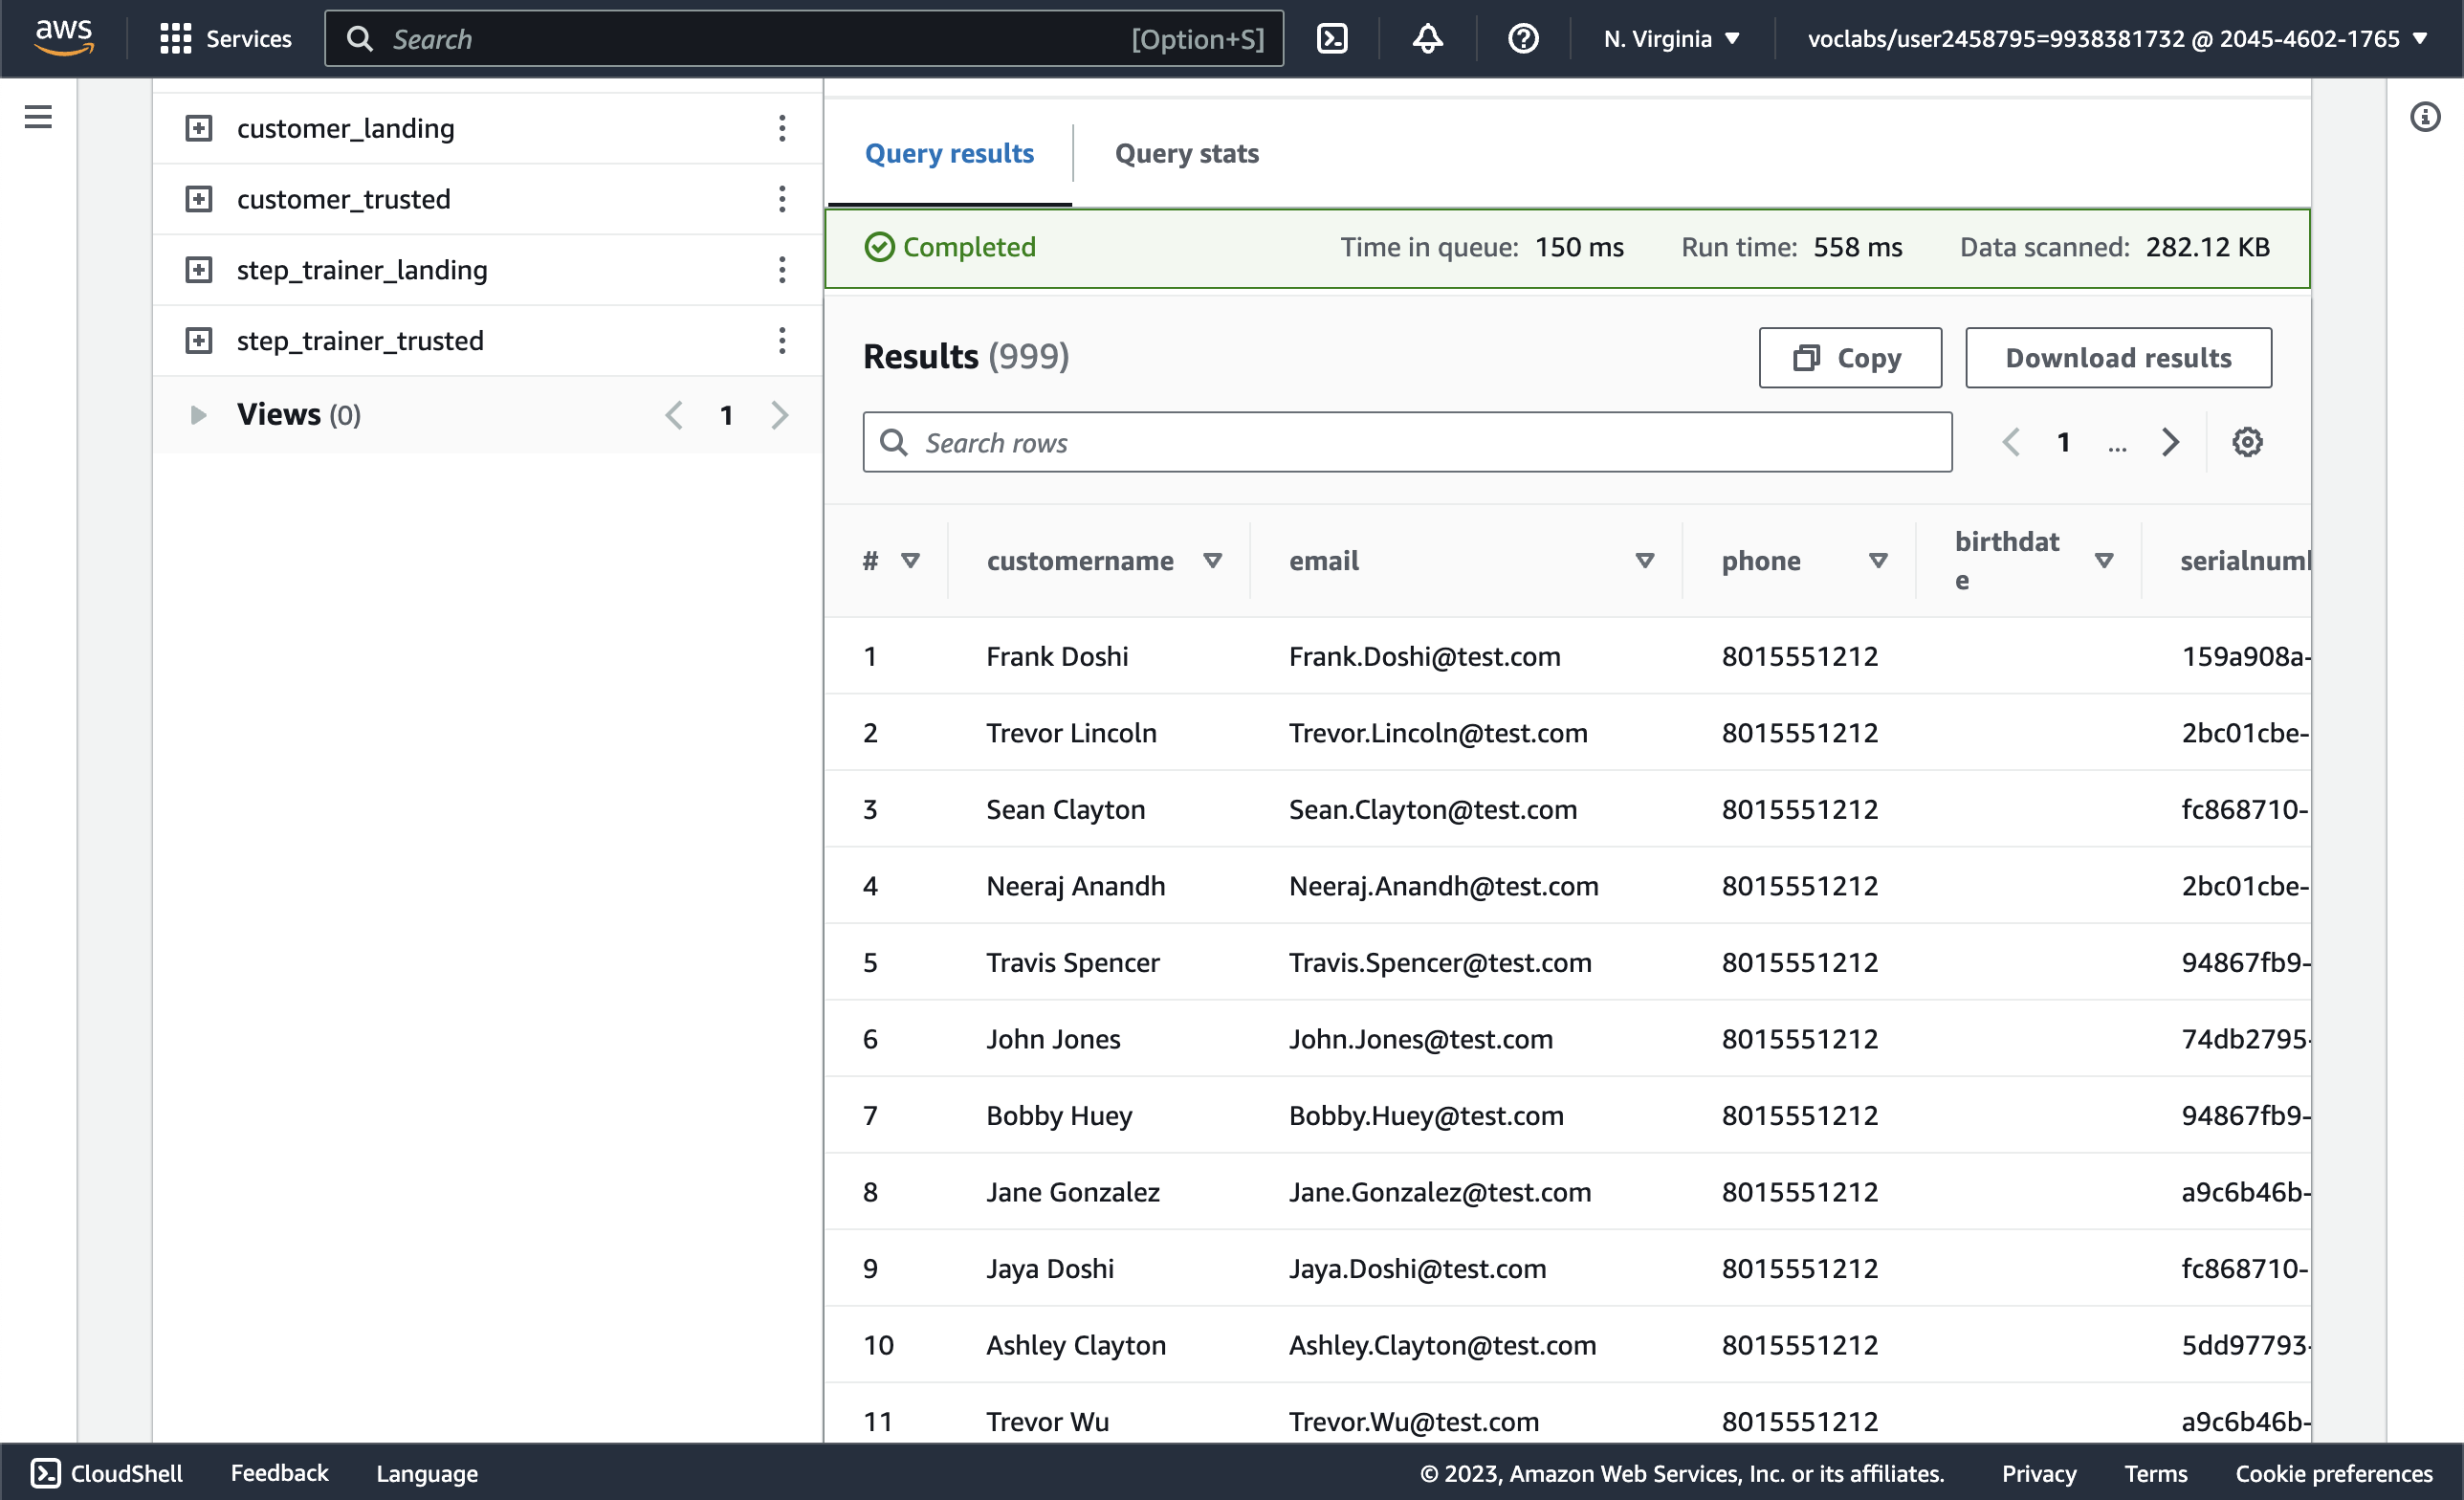 aws Services Search [Option+S] N. Virginia voclabs/user2458795=9938381732 @ 2045-4602-1765
customer_landing
customer_trusted
step_trainer_landing
step_trainer_trusted
Views (0) 1
Query results Query stats
Completed Time in queue: 150 ms Run time: 558 ms Data scanned: 282.12 KB
Results (999) Copy Download results
Search rows 1 ...
# customername email phone birthdat
e serialnumb
1 Frank Doshi Frank.Doshi@test.com 8015551212 159a908a-
2 Trevor Lincoln Trevor.Lincoln@test.com 8015551212 2bc01cbe-
3 Sean Clayton Sean.Clayton@test.com 8015551212 fc868710-
4 Neeraj Anandh Neeraj.Anandh@test.com 8015551212 2bc01cbe-
5 Travis Spencer Travis.Spencer@test.com 8015551212 94867fb9-
6 John Jones John.Jones@test.com 8015551212 74db2795-
7 Bobby Huey Bobby.Huey@test.com 8015551212 94867fb9-
8 Jane Gonzalez Jane.Gonzalez@test.com 8015551212 a9c6b46b-
9 Jaya Doshi Jaya.Doshi@test.com 8015551212 fc868710-
10 Ashley Clayton Ashley.Clayton@test.com 8015551212 5dd97793-
11 Trevor Wu Trevor.Wu@test.com 8015551212 a9c6b46b-
CloudShell Feedback Language © 2023, Amazon Web Services, Inc. or its affiliates. Privacy Terms Cookie preferences